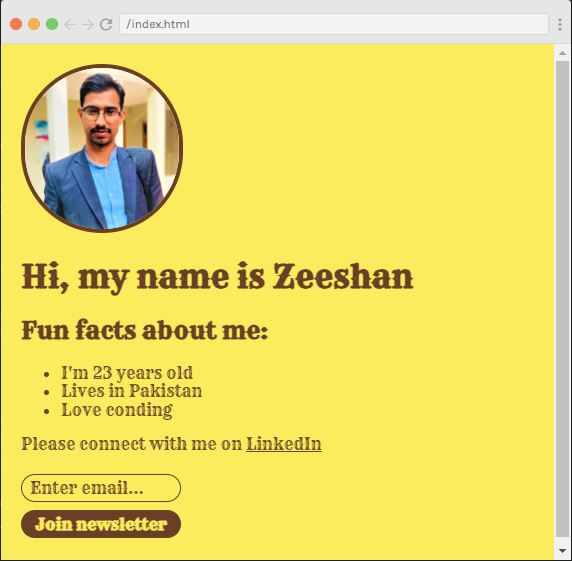 /index.html
Hi, my name is Zeeshan
Fun facts about me:
I'm 23 years old
Lives in Pakistan
Love conding
Please connect with me on LinkedIn
Enter email...
Join newsletter